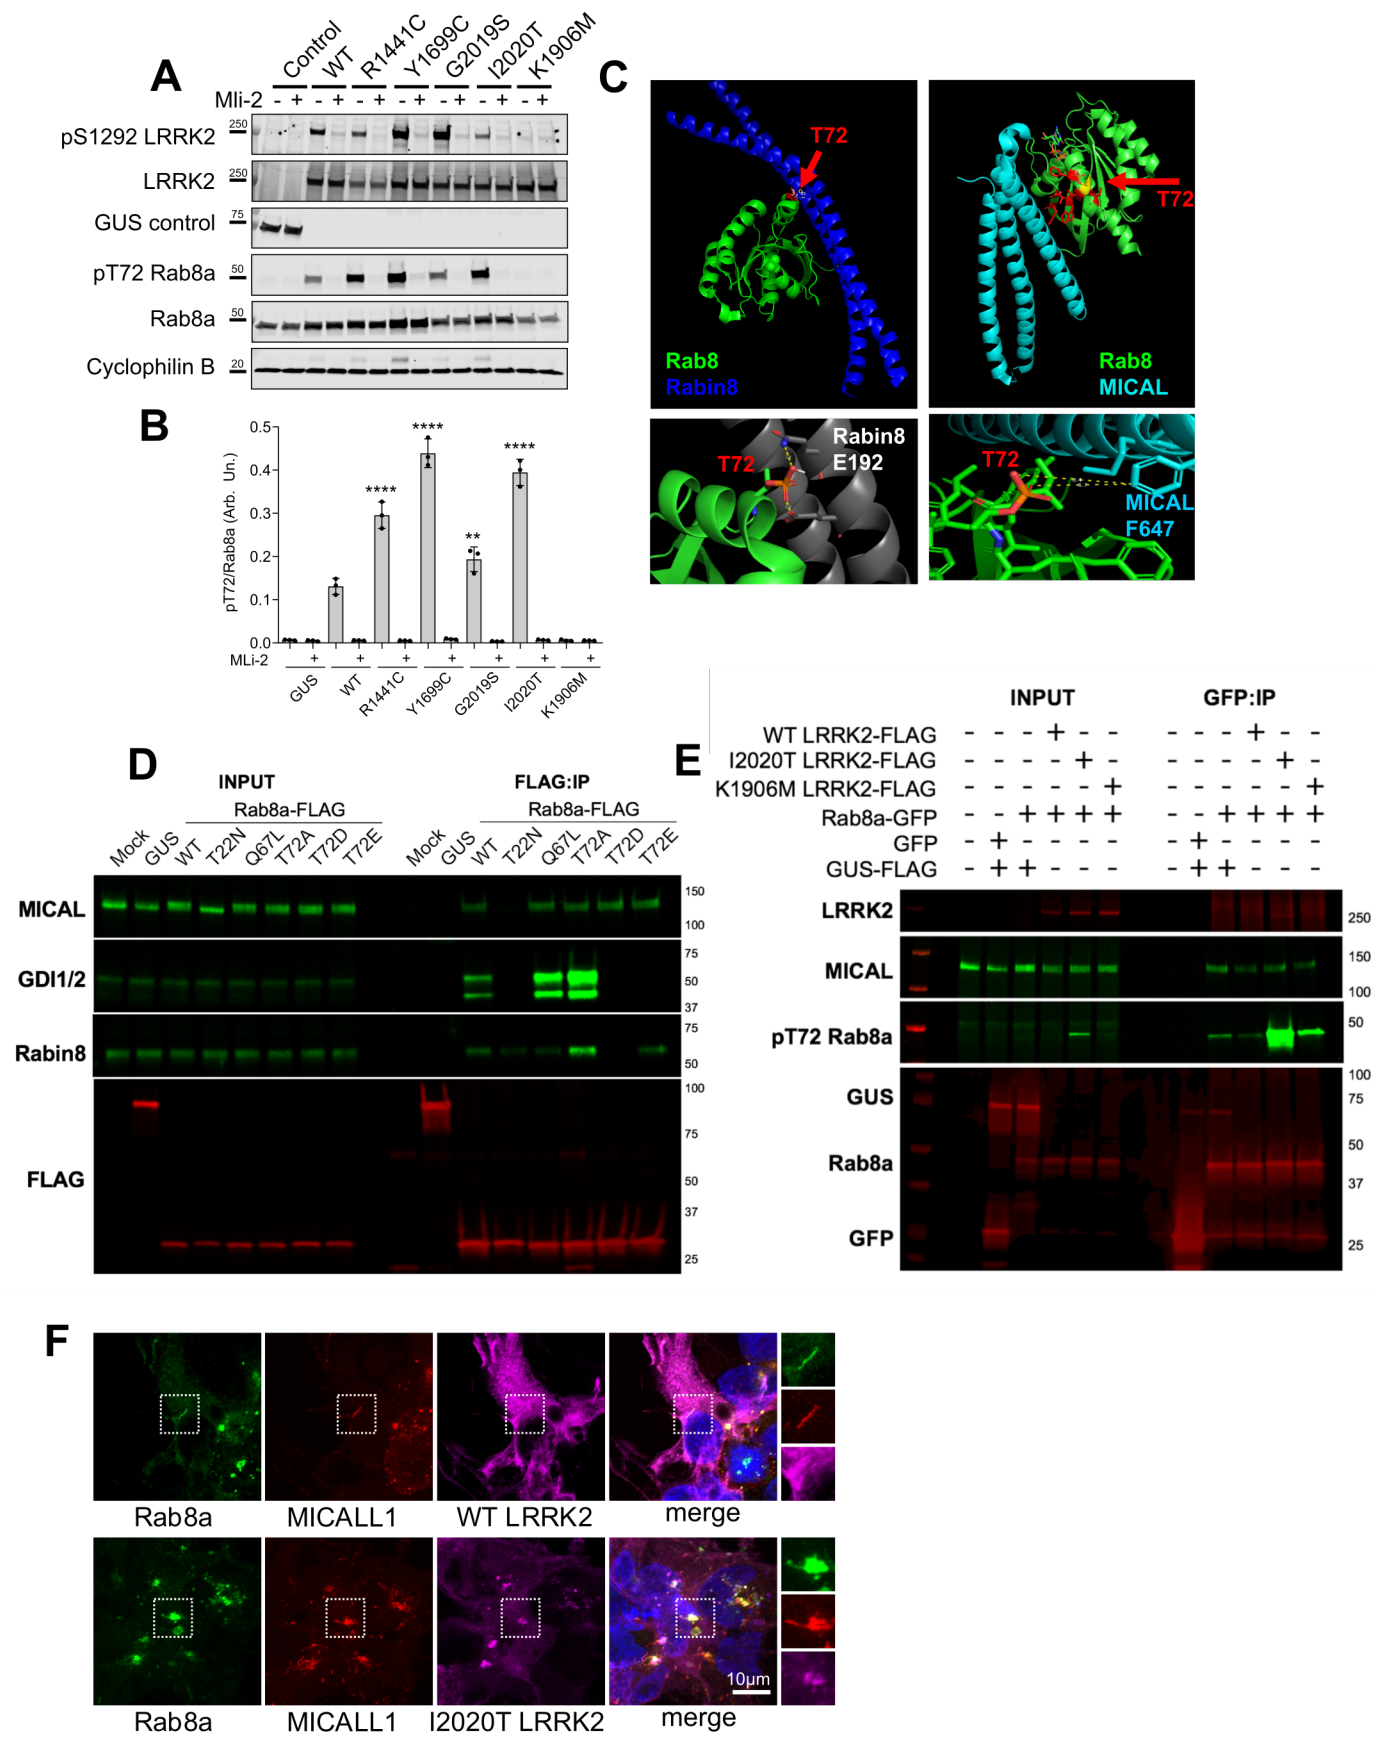 A
Control
WT
R1441C
Y1699C
G2019S
I2020T
K1906M
Mli-2 - + - + - + - + - + - + - +
pS1292 LRRK2 250
LRRK2 250
GUS control 75
pT72 Rab8a 50
Rab8a 50
Cyclophilin B 20
B
pT72/Rab8a (Arb. Un.)
0.5
0.4
0.3
0.2
0.1
0.0
****
****
**
****
MLi-2 + + + + + + +
GUS
WT
R1441C
Y1699C
G2019S
I2020T
K1906M
C
T72
Rab8
Rabin8
T72
Rab8
MICAL
T72
Rabin8
E192
T72
MICAL
F647
D
INPUT FLAG:IP
Rab8a-FLAG Rab8a-FLAG
Mock GUS WT T22N Q67L T72A T72D T72E Mock GUS WT T22N Q67L T72A T72D T72E
MICAL 150
100
GDI1/2 75
50
37
Rabin8 75
50
FLAG 100
75
50
37
25
E
INPUT GFP:IP
WT LRRK2-FLAG - - - + - - - - - + - -
I2020T LRRK2-FLAG - - - - + - - - - - + -
K1906M LRRK2-FLAG - - - - - + - - - - - +
Rab8a-GFP - - + + + + - - + + + +
GFP - + - - - - - + - - - -
GUS-FLAG - + + - - - - + + - - -
LRRK2 250
MICAL 150
100
pT72 Rab8a 50
100
GUS 75
50
Rab8a 37
GFP 25
F
Rab8a MICALL1 WT LRRK2 merge
10µm
Rab8a MICALL1 I2020T LRRK2 merge